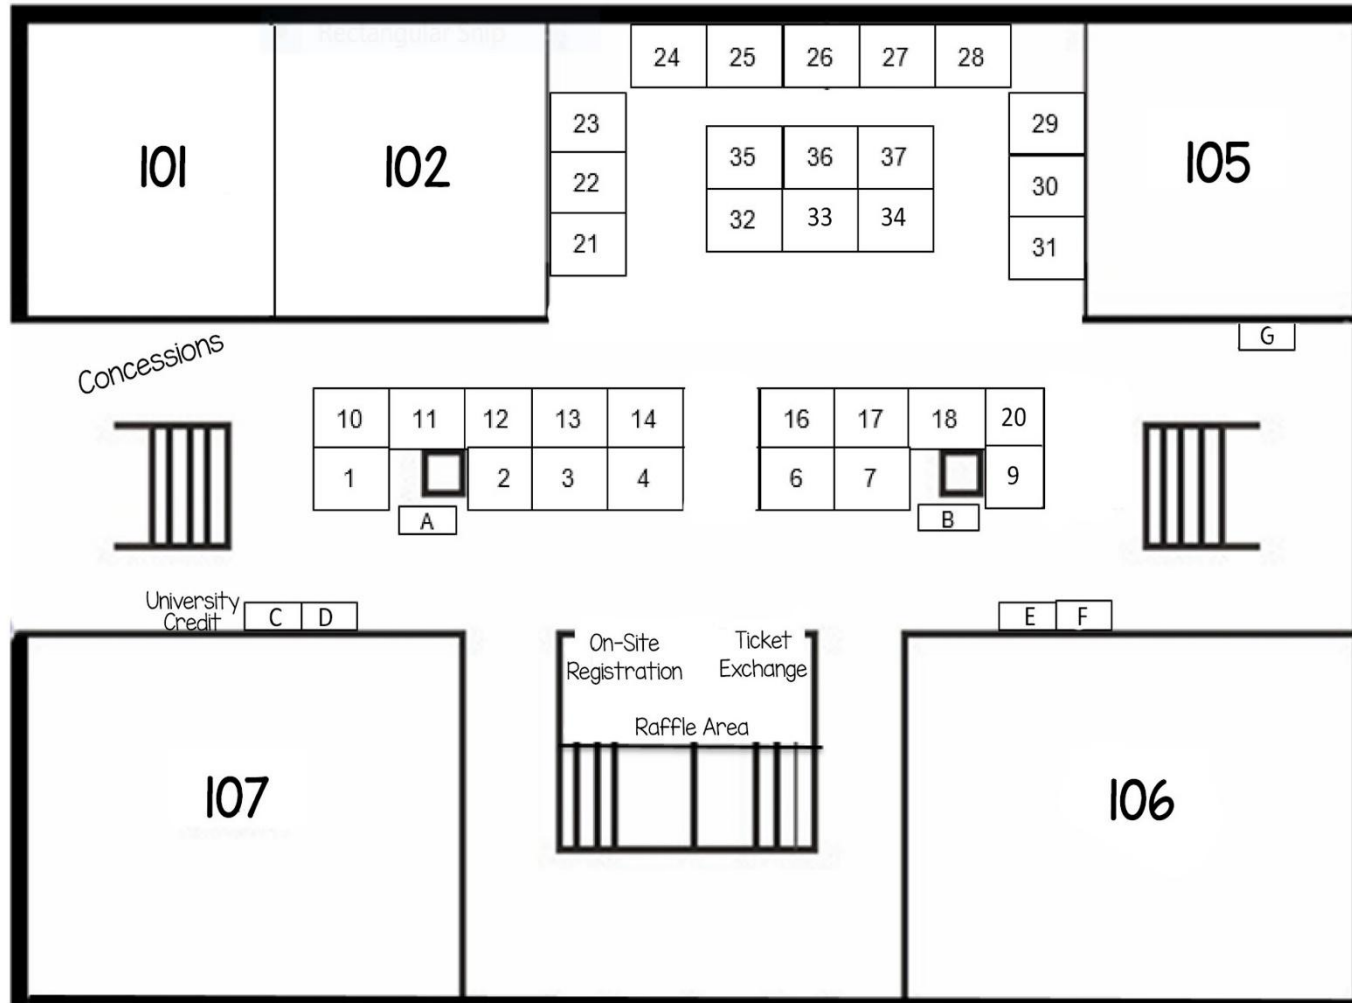 Rectangular Snip
24 25 26 27 28
23
29
101
102
35 36 37
105
22
30
32 33 34
21
31
G
Concessions
10 11 12 13 14
16 17 18 20
1 2 3 4
6 7 9
A
B
University
Credit
C D
E F
On-Site
Registration
Ticket
Exchange
Raffle Area
107
106